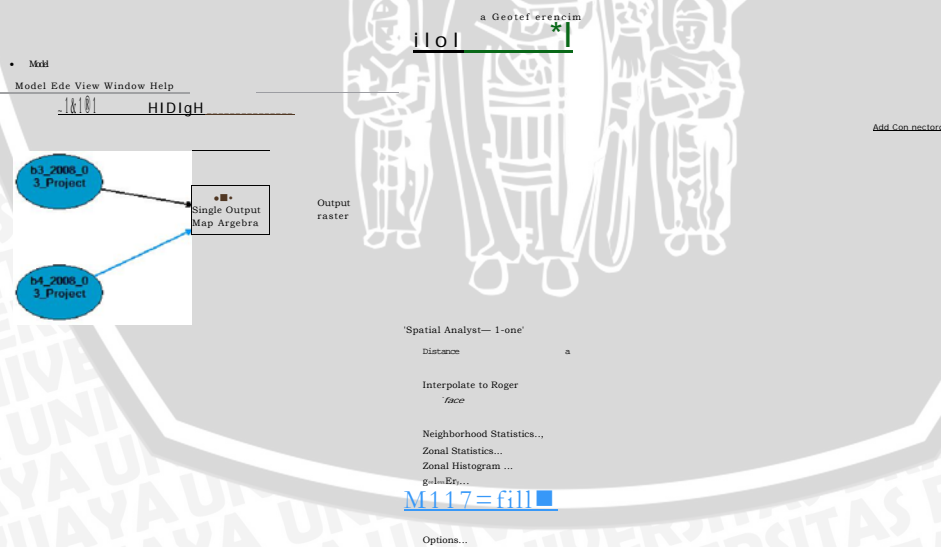 a Geotef erencim
ilol *l
• Model
Model Ede View Window Help
HIDIgH
Add Con nectorc
b3_2008_0
3_Project
Single Output
Map Argebra
Output
raster
b4_2008_0
3_Project
'Spatial Analyst— 1-one'
Distance a
Interpolate to Roger
'face
Neighborhood Statistics..,
Zonal Statistics...
Zonal Histogram ...
M117=fill■
Options...